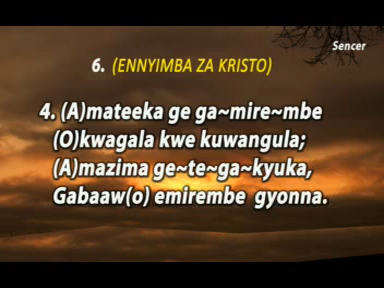 Sencer
6. (ENNYIMBA ZA KRISTO)
4. (A)mateeka ge ga~mire~mbe
(O)kwagala kwe kuwangula;
(A)mazima ge~te~ga~kyuka,
Gabaaw(o) emirembe gyonna.